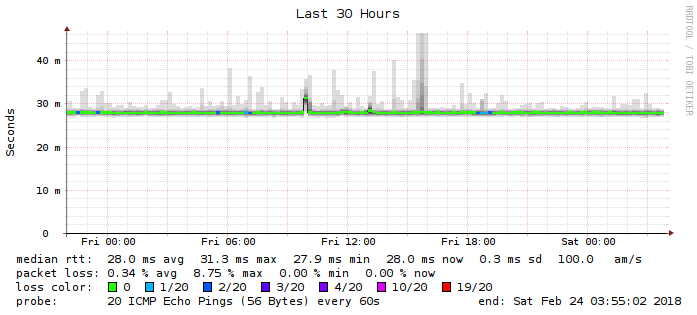 Last 30 Hours
RRDTOOL / TOBI OETIKER
Seconds
40 m
30 m
20 m
10 m
0
Fri 00:00 Fri 06:00 Fri 12:00 Fri 18:00 Sat 00:00
median rtt: 28.0 ms avg 31.3 ms max 27.9 ms min 28.0 ms now 0.3 ms sd 100.0 am/s
packet loss: 0.34 % avg 8.75 % max 0.00 % min 0.00 % now
loss color: 0 1/20 2/20 3/20 4/20 10/20 19/20
probe: 20 ICMP Echo Pings (56 Bytes) every 60s end: Sat Feb 24 03:55:02 2018